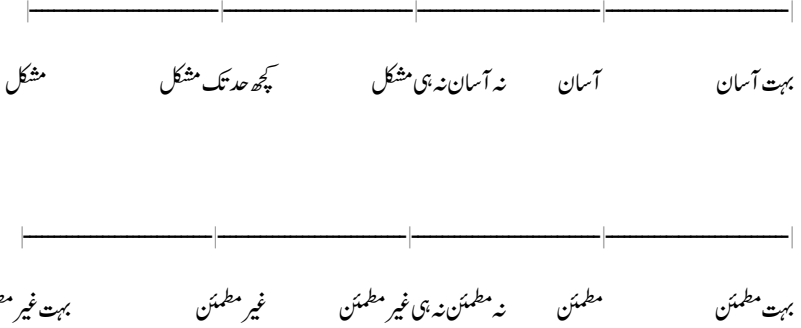 بہت آسان آسان نہ آسان نہ ہی مشکل کچھ حد تک مشکل مشکل
بہت مطمئن مطمئن نہ مطمئن نہ ہی غیر مطمئن غیر مطمئن بہت غیر